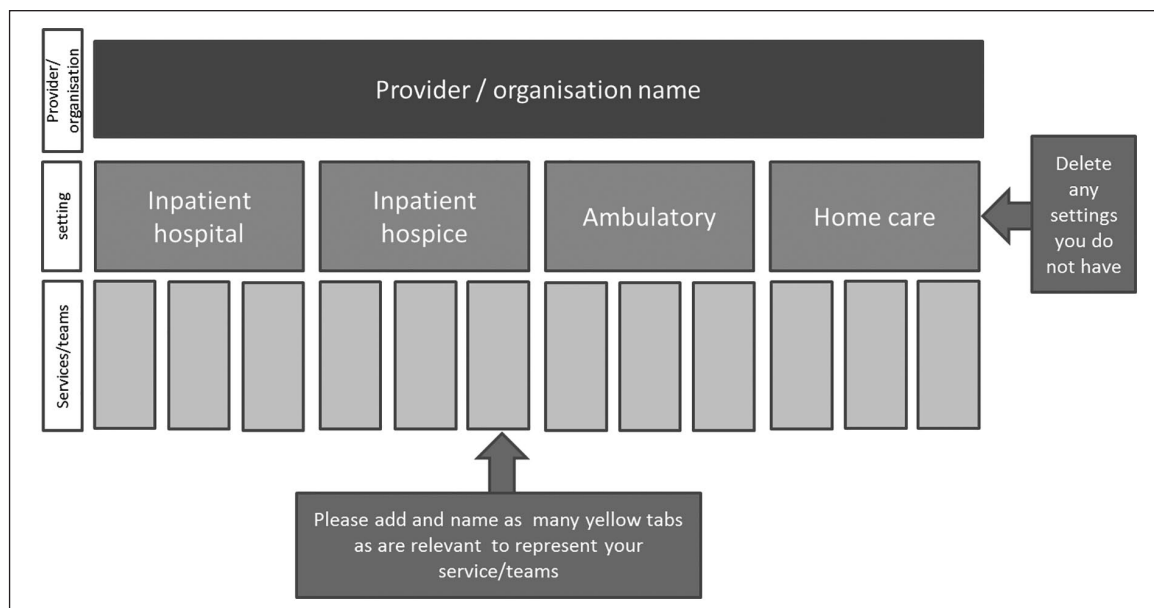 Provider/
organisation
Provider / organisation name
setting
Inpatient
hospital
Inpatient
hospice
Ambulatory
Home care
Delete
any
settings
you do
not have
Services/teams
Please add and name as many yellow tabs
as are relevant to represent your
service/teams